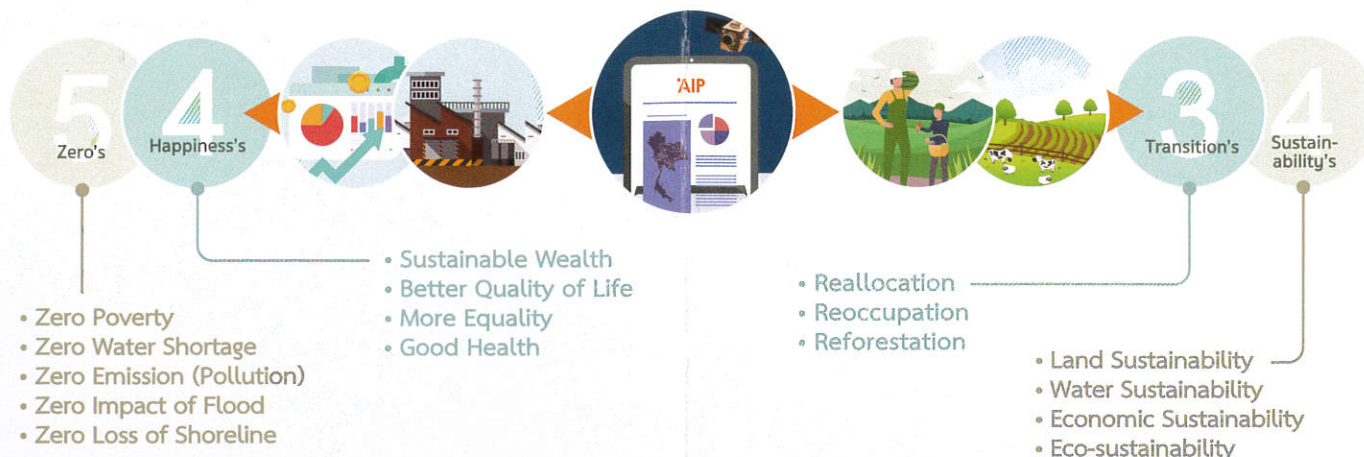 5
Zero's
4
Happiness's
AIP
3
Transition's
4
Sustain-
ability's
• Zero Poverty
• Zero Water Shortage
• Zero Emission (Pollution)
• Zero Impact of Flood
• Zero Loss of Shoreline
• Sustainable Wealth
• Better Quality of Life
• More Equality
• Good Health
• Reallocation
• Reoccupation
• Reforestation
• Land Sustainability
• Water Sustainability
• Economic Sustainability
• Eco-sustainability